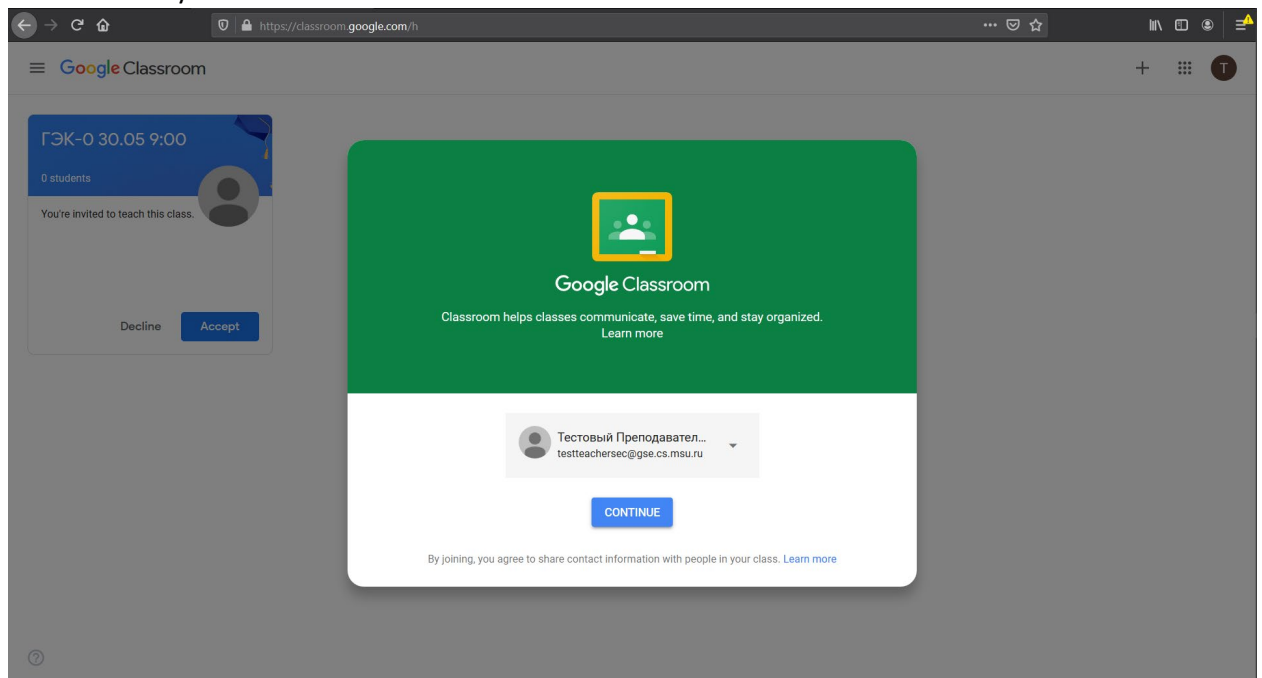 https://classroom.google.com/h
Google Classroom
T
ГЭК-0 30.05 9:00
0 students
You're invited to teach this class.
Decline
Accept
Google Classroom
Classroom helps classes communicate, save time, and stay organized.
Learn more
Тестовый Преподавател...
testteachersec@gse.cs.msu.ru
CONTINUE
By joining, you agree to share contact information with people in your class. Learn more